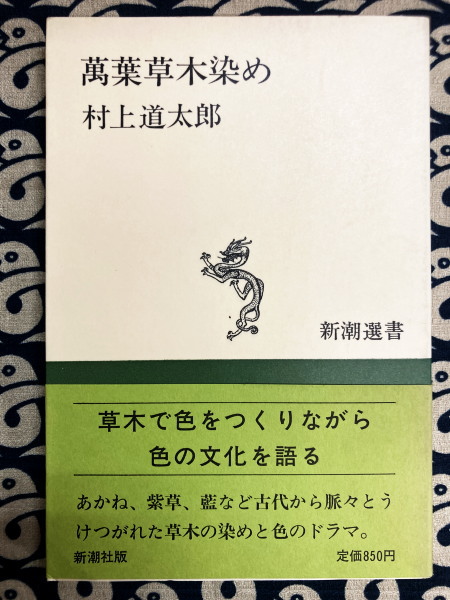 萬葉草木染め
村上道太郎
新潮選書
草木で色をつくりながら
色の文化を語る
あかね、紫草、藍など古代から脈々とう
けつがれた草木の染めと色のドラマ。
新潮社版 定価850円